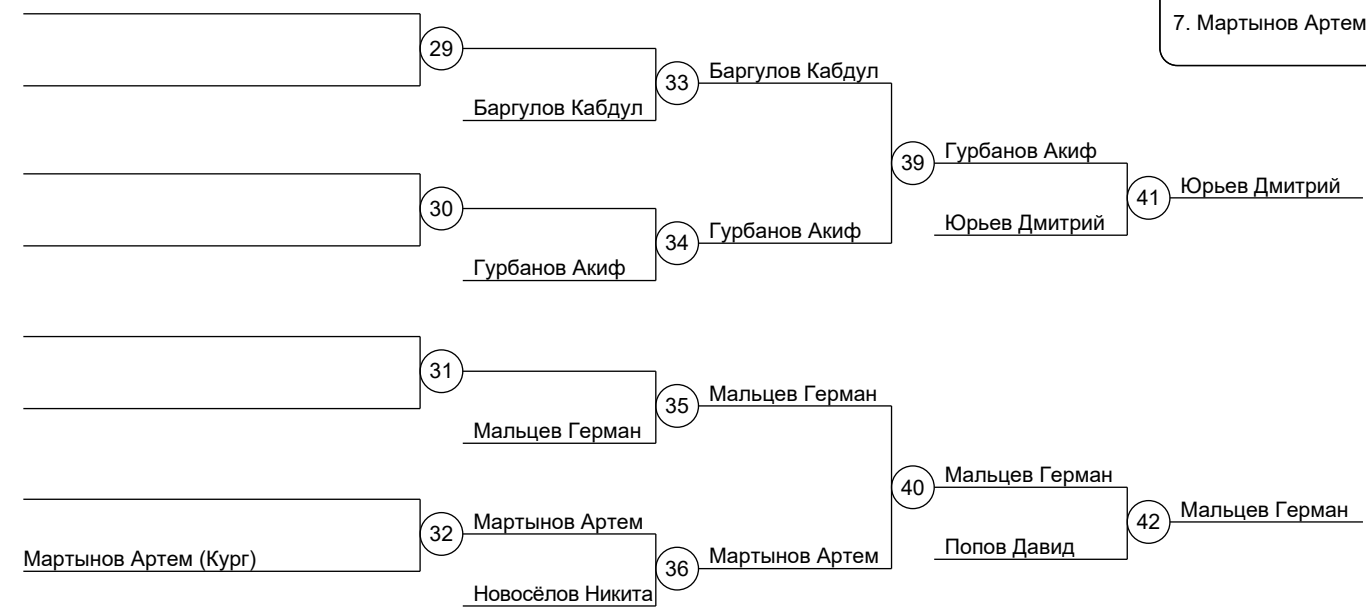 7. Мартынов Артем
29
33
Баргулов Кабдул
Баргулов Кабдул
39
Гурбанов Акиф
41
Юрьев Дмитрий
30
34
Гурбанов Акиф
Юрьев Дмитрий
Гурбанов Акиф
31
35
Мальцев Герман
Мальцев Герман
40
Мальцев Герман
42
Мальцев Герман
32
Мартынов Артем
Мартынов Артем (Кург)
36
Мартынов Артем
Попов Давид
Новосёлов Никита